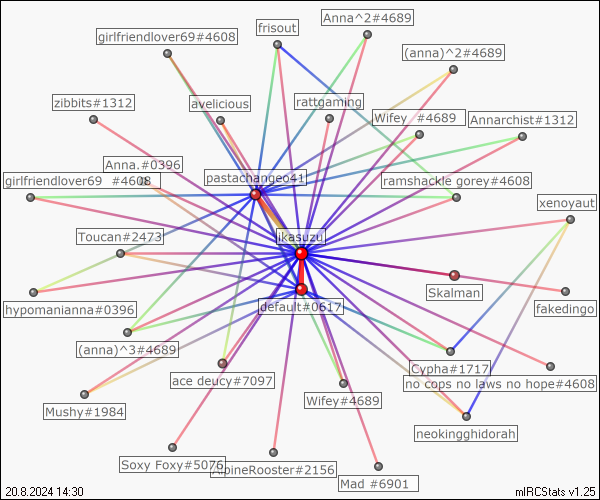 Anna^2#4689
frisout
girlfriendlover69#4608
(anna)^2#4689
zibbits#1312
avelicious
rattgaming
Wifey #4689
Annarchist#1312
Anna.#0396
pastachangeo41
girlfriendlover69 #4608
ramshackle gorey#4608
xenoyaut
Toucan#2473
ikasuzu
Skalman
hypomanianna#0396
default#0617
fakedingo
(anna)^3#4689
Cypha#1717
ace deucy#7097
no cops no laws no hope#4608
Mushy#1984
Wifey#4689
neokingghidorah
Soxy Foxy#5076
AlpineRooster#2156
Mad #6901
20.8.2024 14:30
mIRCStats v1.25